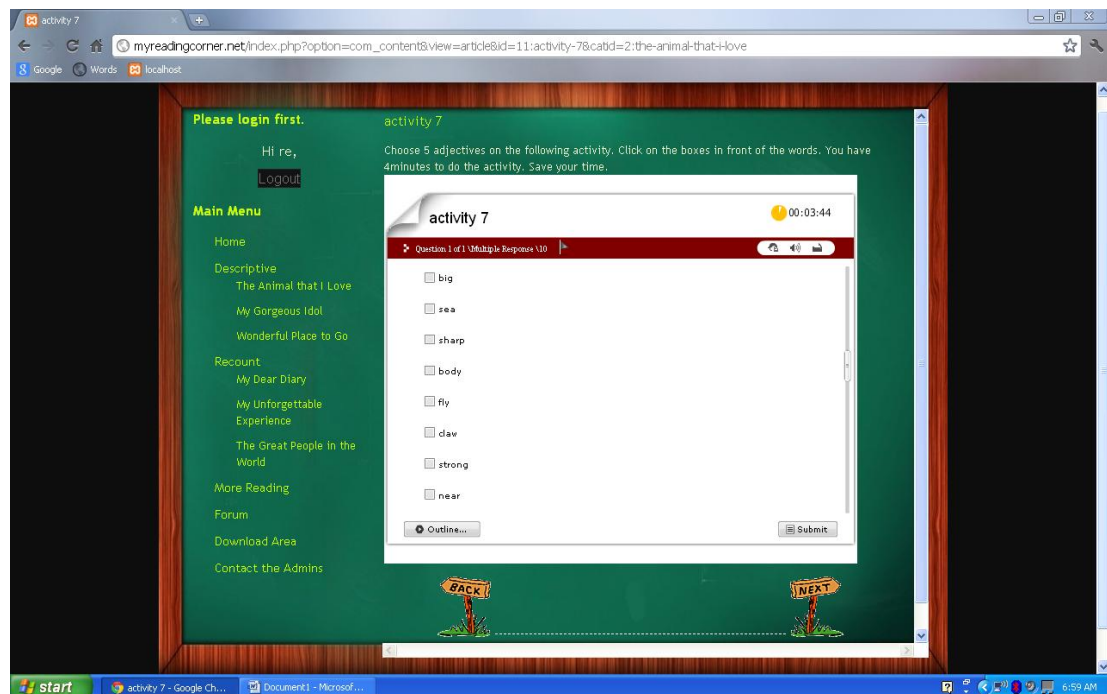 activity 7
myreadingcorner.net/index.php?option=com_content&view=article&id=11:activity-7&catid=2:the-animal-that-i-love
Google Words localhost
Please login first.
Hi re,
Logout
Main Menu
Home
Descriptive
The Animal that I Love
My Gorgeous Idol
Wonderful Place to Go
Recount
My Dear Diary
My Unforgettable
Experience
The Great People in the
World
More Reading
Forum
Download Area
Contact the Admins
activity 7
Choose 5 adjectives on the following activity. Click on the boxes in front of the words. You have
4minutes to do the activity. Save your time.
activity 7
00:03:44
Question 1 of 1 \Multiple Response \10
big
sea
sharp
body
fly
claw
strong
near
Outline...
Submit
BACK
NEXT
start
activity 7 - Google Ch...
Document1 - Microsof...
6:59 AM